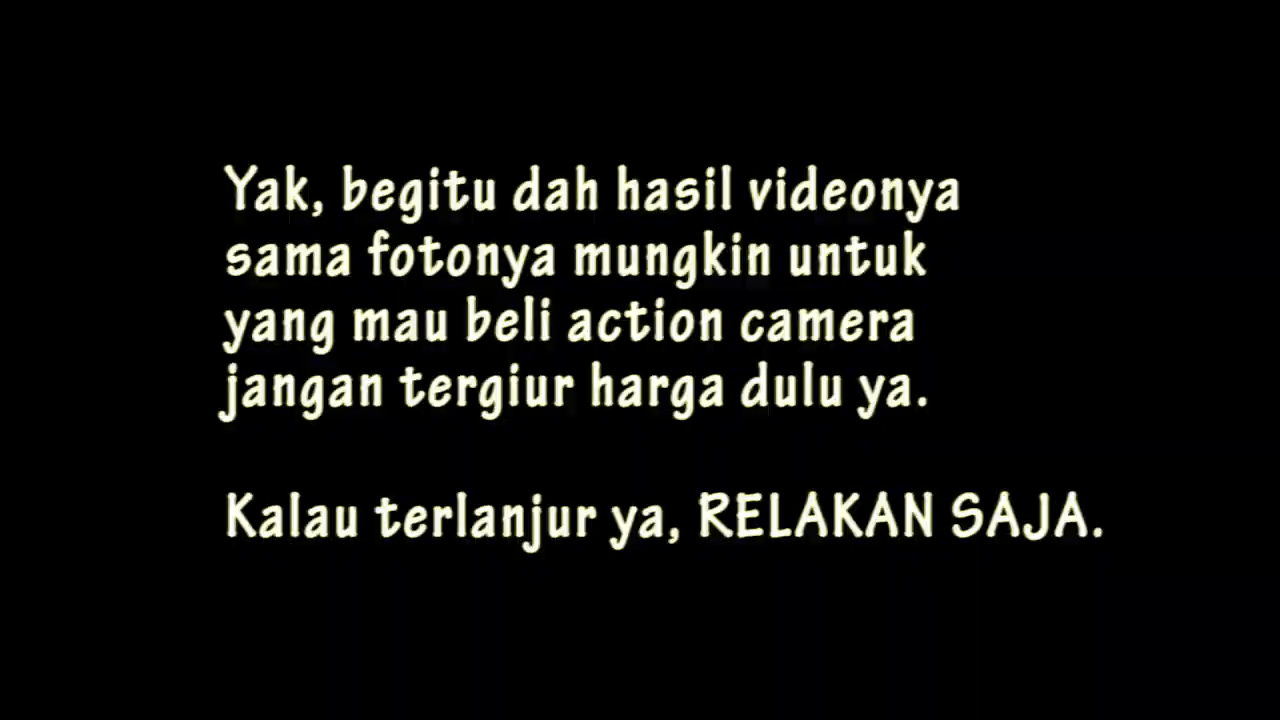 Yak, begitu dah hasil videonya
sama fotonya mungkin untuk
yang mau beli action camera
jangan tergiur harga dulu ya.
Kalau terlanjur ya, RELAKAN SAJA.